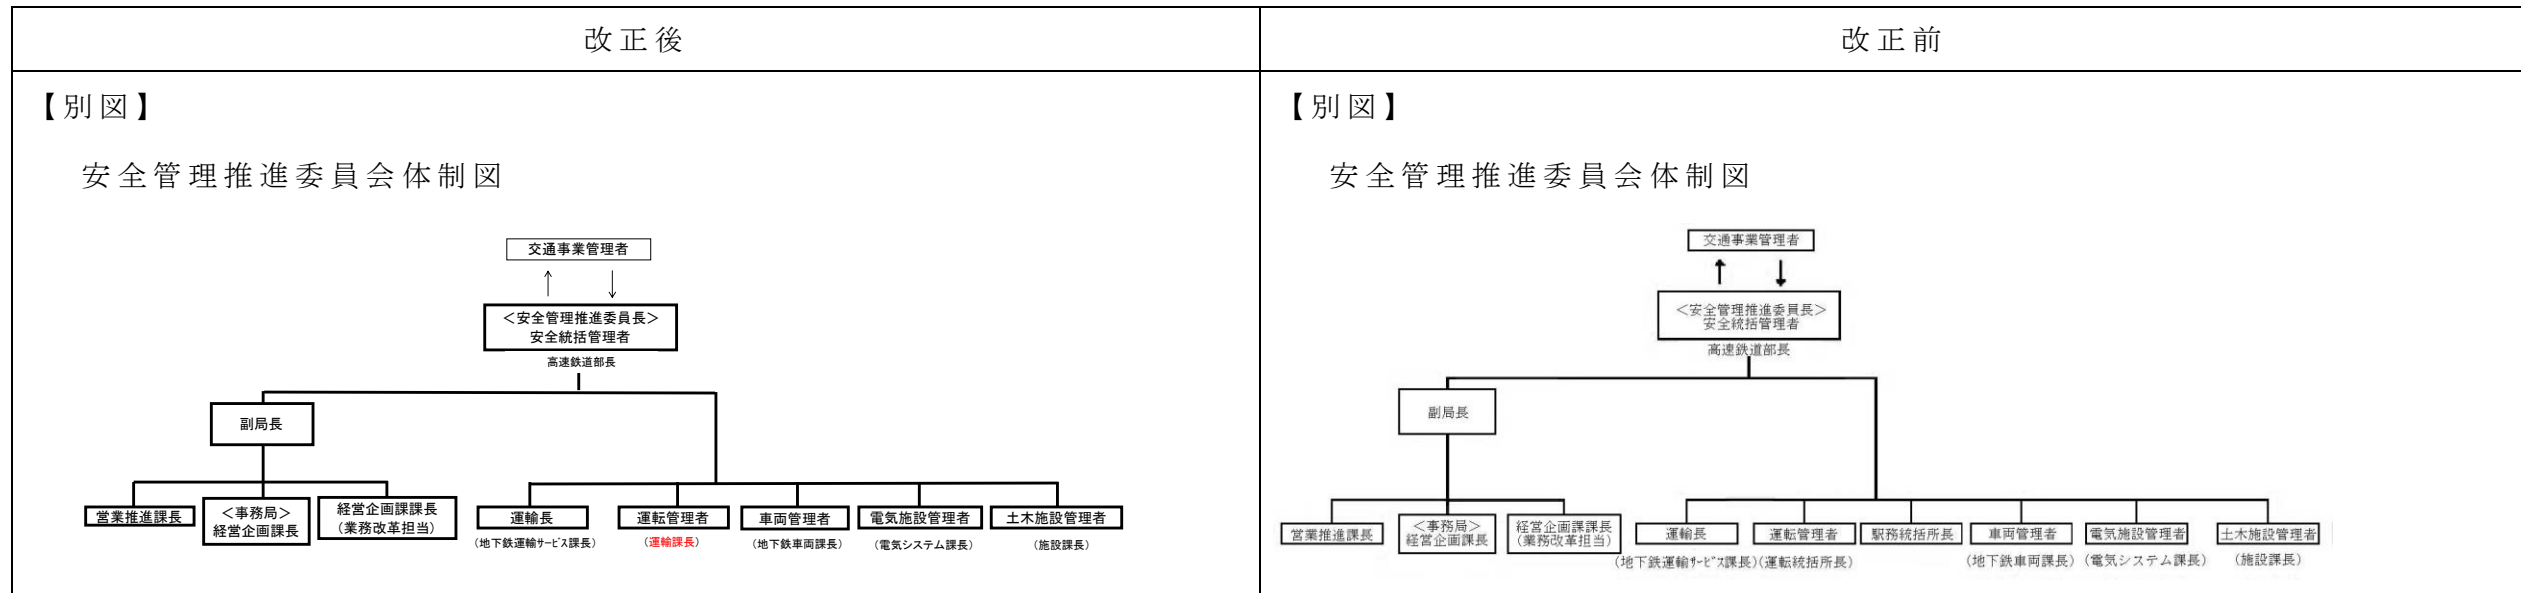 改正後
改正前
【別図】
安全管理推進委員会体制図
交通事業管理者
＜安全管理推進委員長＞
安全統括管理者
高速鉄道部長
副局長
営業推進課長
＜事務局＞
経営企画課長
経営企画課課長
（業務改革担当）
運輸長
（地下鉄運輸ｻｰﾋﾞｽ課長）
運転管理者
（運輸課長）
車両管理者
（地下鉄車両課長）
電気施設管理者
（電気システム課長）
土木施設管理者
（施設課長）
【別図】
安全管理推進委員会体制図
交通事業管理者
＜安全管理推進委員長＞
安全統括管理者
高速鉄道部長
副局長
営業推進課長
＜事務局＞
経営企画課長
経営企画課課長
（業務改革担当）
運輸長
（地下鉄運輸ｻｰﾋﾞｽ課長）
運転管理者
（運転統括所長）
駅務統括所長
車両管理者
（地下鉄車両課長）
電気施設管理者
（電気システム課長）
土木施設管理者
（施設課長）